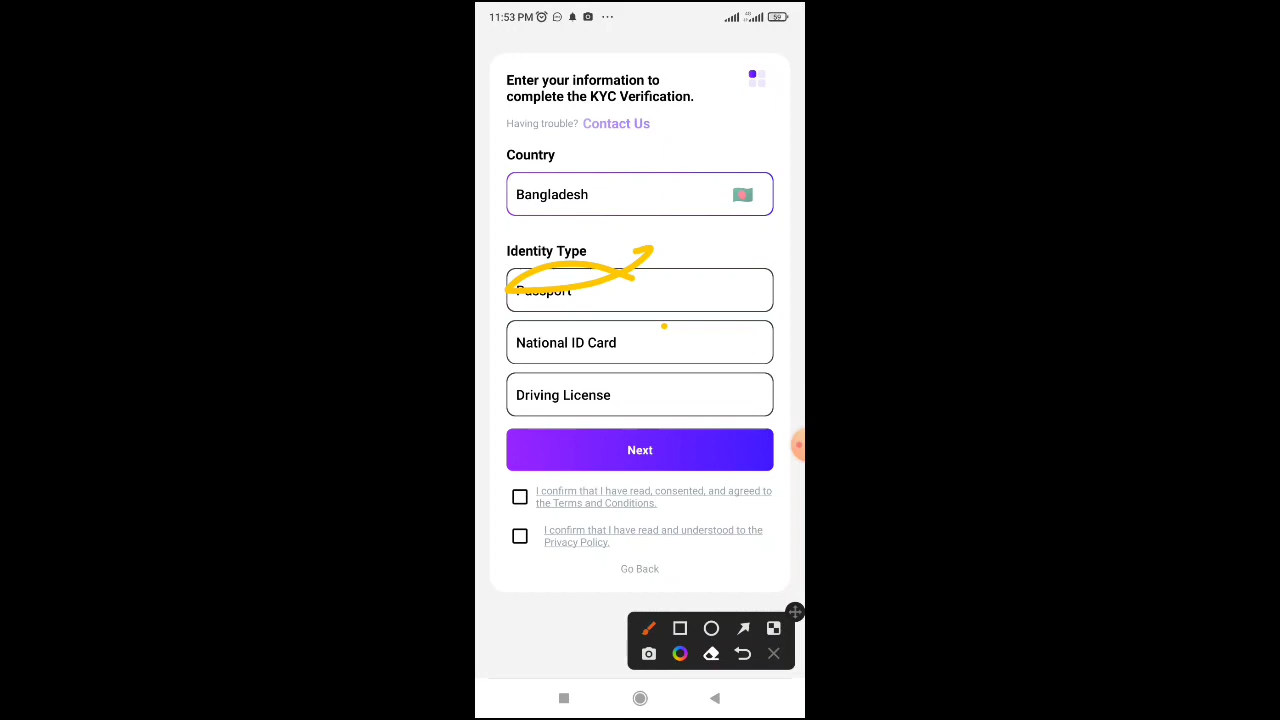 11:53 PM
4G
59
Enter your information to
complete the KYC Verification.
Having trouble? Contact Us
Country
Bangladesh
Identity Type
Passport
National ID Card
Driving License
Next
I confirm that I have read, consented, and agreed to
the Terms and Conditions.
I confirm that I have read and understood to the
Privacy Policy.
Go Back